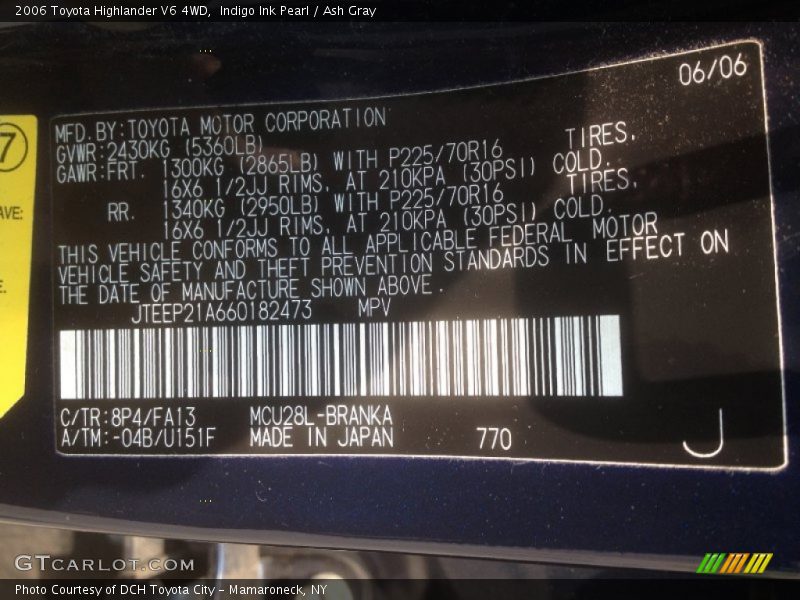 2006 Toyota Highlander V6 4WD,  Indigo Ink Pearl / Ash Gray
06/06
7
MFD.BY:TOYOTA MOTOR CORPORATION
GVWR:2430KG (5360LB)
GAWR:FRT. 1300KG (2865LB) WITH P225/70R16 TIRES,
16X6 1/2JJ RIMS, AT 210KPA (30PSI) COLD.
RR. 1340KG (2950LB) WITH P225/70R16 TIRES,
16X6 1/2JJ RIMS, AT 210KPA (30PSI) COLD.
AVE:
THIS VEHICLE CONFORMS TO ALL APPLICABLE FEDERAL MOTOR
VEHICLE SAFETY AND THEFT PREVENTION STANDARDS IN EFFECT ON
THE DATE OF MANUFACTURE SHOWN ABOVE.
E:
JTEEP21A660182473 MPV
C/TR:8P4/FA13 MCU28L-BRANKA
A/TM:-04B/U151F MADE IN JAPAN 770 J
GTCARLOT.COM
Photo Courtesy of DCH Toyota City - Mamaroneck, NY